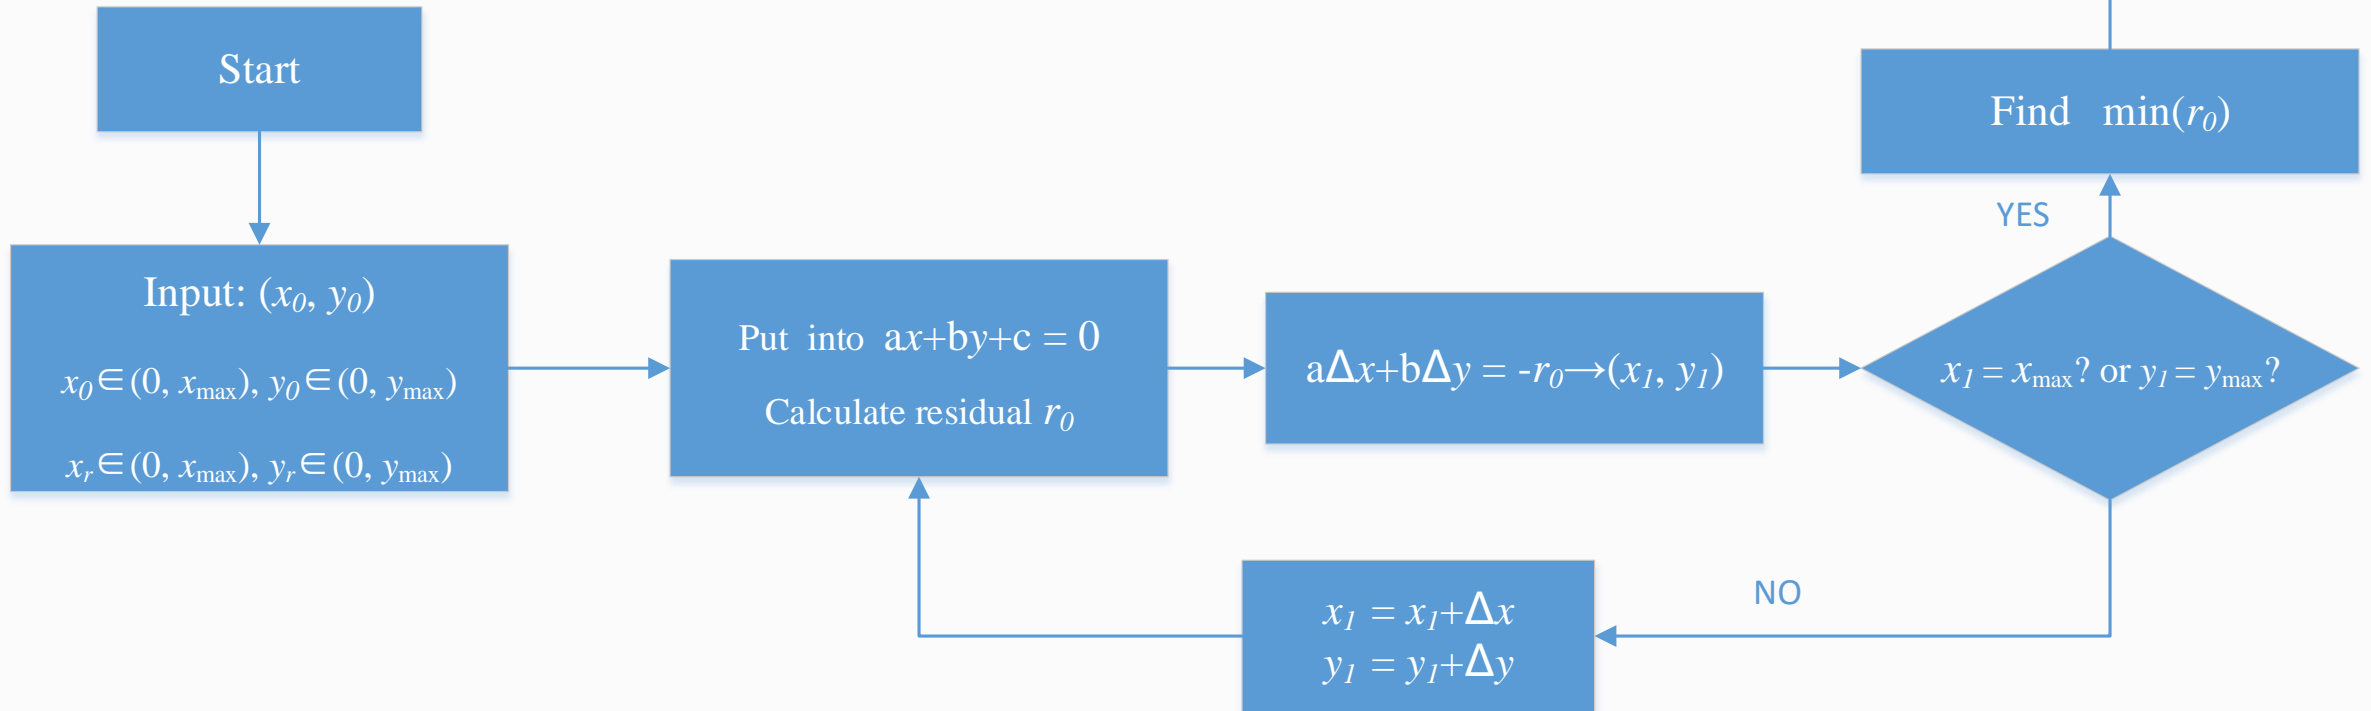 Start
Input: (x₀, y₀)
x₀∈(0, xₘₐₓ), y₀∈(0, yₘₐₓ)
xᵣ∈(0, xₘₐₓ), yᵣ∈(0, yₘₐₓ)
Put into ax+by+c = 0
Calculate residual r₀
aΔx+bΔy = -r₀→(x₁, y₁)
x₁ = xₘₐₓ? or y₁ = yₘₐₓ?
YES
Find min(r₀)
NO
x₁ = x₁+Δx
y₁ = y₁+Δy